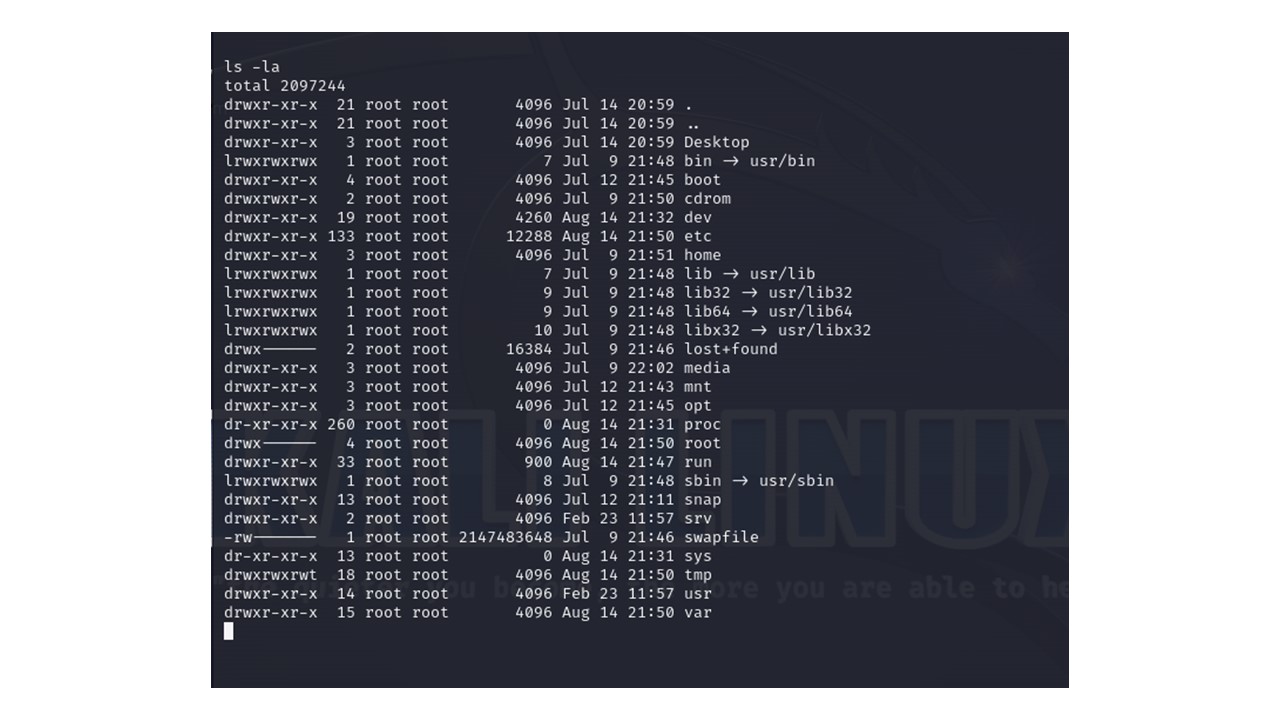 ls -la
total 2097244
drwxr-xr-x  21 root root       4096 Jul 14 20:59 .
drwxr-xr-x  21 root root       4096 Jul 14 20:59 ..
drwxr-xr-x   3 root root       4096 Jul 14 20:59 Desktop
lrwxrwxrwx   1 root root          7 Jul  9 21:48 bin → usr/bin
drwxr-xr-x   4 root root       4096 Jul 12 21:45 boot
drwxrwxr-x   2 root root       4096 Jul  9 21:50 cdrom
drwxr-xr-x  19 root root       4260 Aug 14 21:32 dev
drwxr-xr-x 133 root root      12288 Aug 14 21:50 etc
drwxr-xr-x   3 root root       4096 Jul  9 21:51 home
lrwxrwxrwx   1 root root          7 Jul  9 21:48 lib → usr/lib
lrwxrwxrwx   1 root root          9 Jul  9 21:48 lib32 → usr/lib32
lrwxrwxrwx   1 root root          9 Jul  9 21:48 lib64 → usr/lib64
lrwxrwxrwx   1 root root         10 Jul  9 21:48 libx32 → usr/libx32
drwx------   2 root root      16384 Jul  9 21:46 lost+found
drwxr-xr-x   3 root root       4096 Jul  9 22:02 media
drwxr-xr-x   3 root root       4096 Jul 12 21:43 mnt
drwxr-xr-x   3 root root       4096 Jul 12 21:45 opt
dr-xr-xr-x 260 root root          0 Aug 14 21:31 proc
drwx------   4 root root       4096 Aug 14 21:50 root
drwxr-xr-x  33 root root        900 Aug 14 21:47 run
lrwxrwxrwx   1 root root          8 Jul  9 21:48 sbin → usr/sbin
drwxr-xr-x  13 root root       4096 Jul 12 21:11 snap
drwxr-xr-x   2 root root       4096 Feb 23 11:57 srv
-rw-------   1 root root 2147483648 Jul  9 21:46 swapfile
dr-xr-xr-x  13 root root          0 Aug 14 21:31 sys
drwxrwxrwt  18 root root       4096 Aug 14 21:50 tmp
drwxr-xr-x  14 root root       4096 Feb 23 11:57 usr
drwxr-xr-x  15 root root       4096 Aug 14 21:50 var
LINUX
you are able to